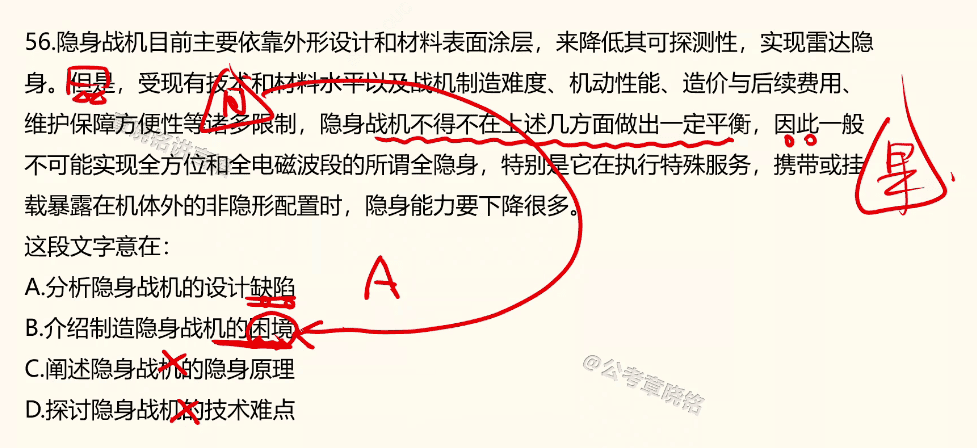 56.隐身战机目前主要依靠外形设计和材料表面涂层，来降低其可探测性，实现雷达隐
身。但是，受现有技术和材料水平以及战机制造难度、机动性能、造价与后续费用、
维护保障方便性等诸多限制，隐身战机不得不在上述几方面做出一定平衡，因此一般
不可能实现全方位和全电磁波段的所谓全隐身，特别是它在执行特殊服务，携带或挂
载暴露在机体外的非隐形配置时，隐身能力要下降很多。
这段文字意在：
A.分析隐身战机的设计缺陷
B.介绍制造隐身战机的困境
C.阐述隐身战机的隐身原理
D.探讨隐身战机的技术难点
因
果
A
@公考章晓铭